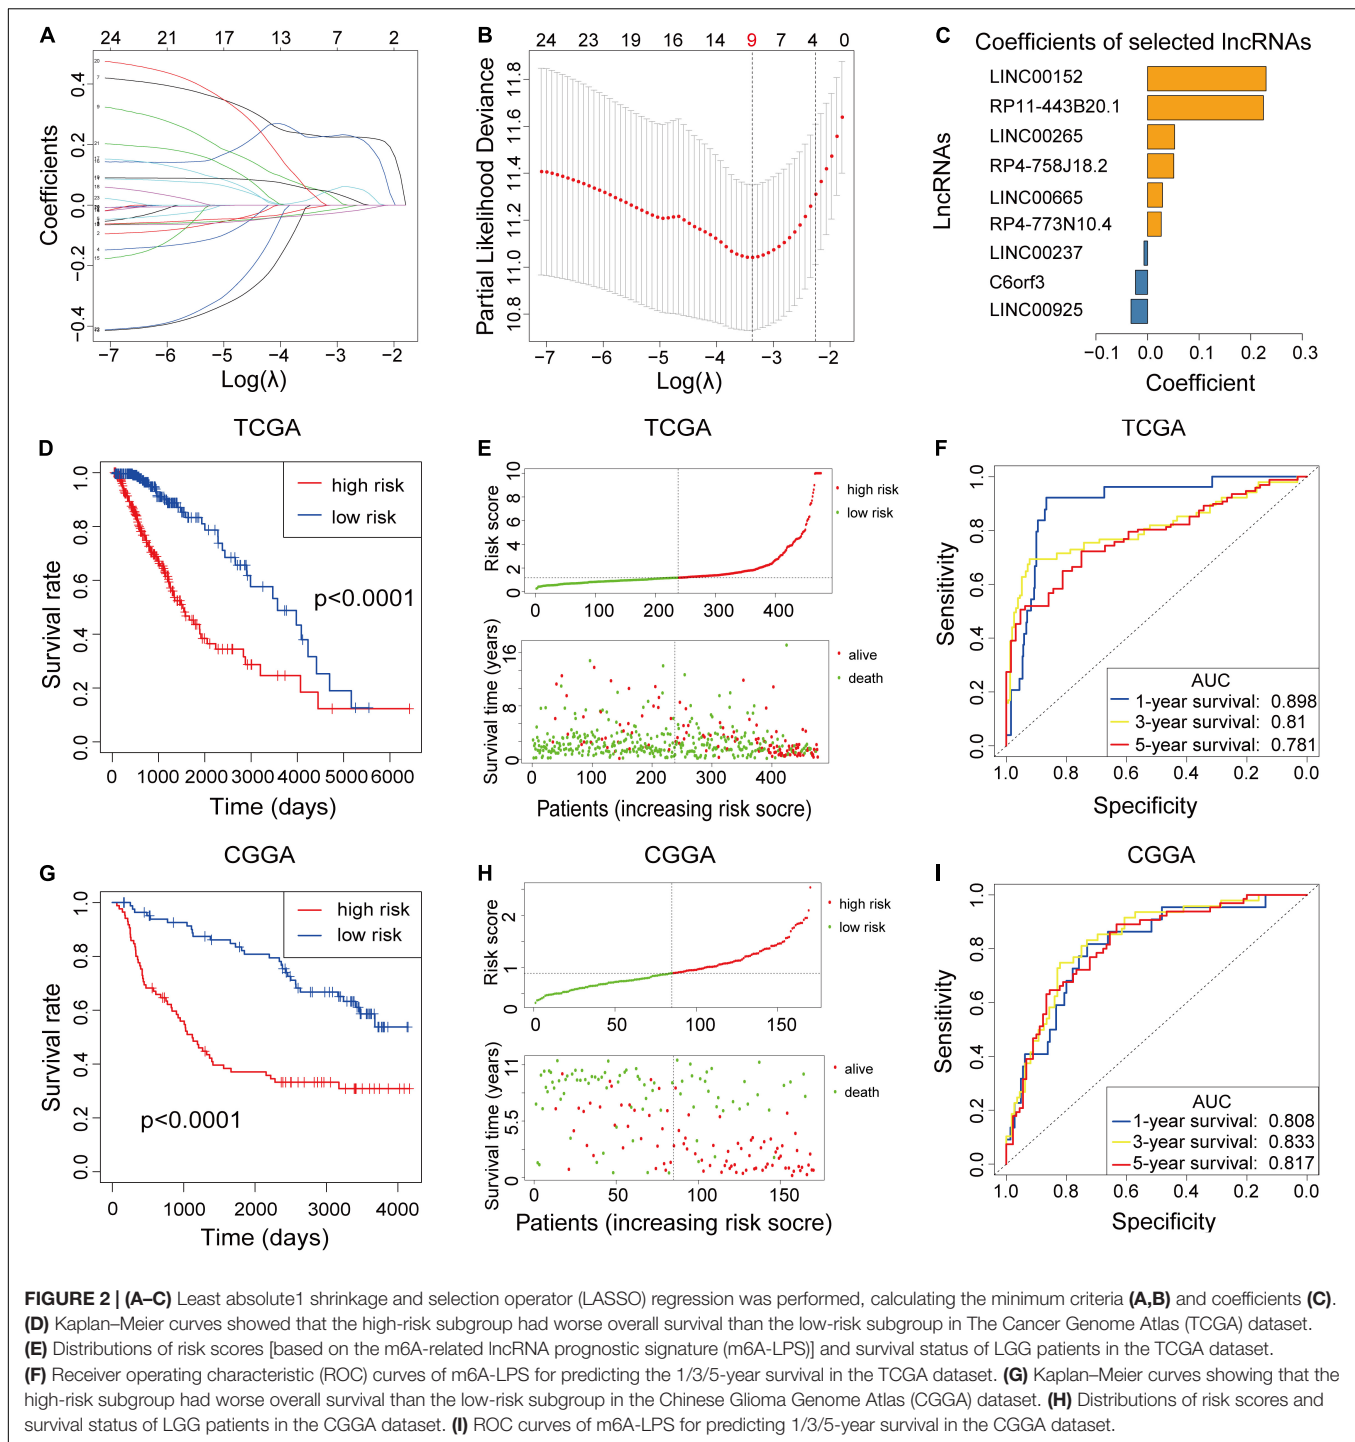 A
24 21 17 13 7 2
Coefficients
0.4
0.2
0.0
−0.2
−0.4
−7 −6 −5 −4 −3 −2
Log(λ)
B
24 23 19 16 14 9 7 4 0
Partial Likelihood Deviance
11.8
11.6
11.4
11.2
11.0
10.8
−7 −6 −5 −4 −3 −2 −1
Log(λ)
C
Coefficients of selected lncRNAs
LncRNAs
LINC00152
RP11-443B20.1
LINC00265
RP4-758J18.2
LINC00665
RP4-773N10.4
LINC00237
C6orf3
LINC00925
−0.1 0.0 0.1 0.2 0.3
Coefficient
TCGA
D
Survival rate
1.0
0.8
0.6
0.4
0.2
0.0
high risk
low risk
p<0.0001
0 1000 2000 3000 4000 5000 6000
Time (days)
TCGA
E
Risk score
10
8
6
4
2
0
high risk
low risk
0 100 200 300 400
Survival time (years)
16
8
0
alive
death
0 100 200 300 400
Patients (increasing risk socre)
TCGA
F
Sensitivity
1.0
0.8
0.6
0.4
0.2
0.0
AUC
1-year survival: 0.898
3-year survival: 0.81
5-year survival: 0.781
1.0 0.8 0.6 0.4 0.2 0.0
Specificity
CGGA
G
Survival rate
1.0
0.8
0.6
0.4
0.2
0.0
high risk
low risk
p<0.0001
0 1000 2000 3000 4000
Time (days)
CGGA
H
Risk score
2
1
0
high risk
low risk
0 50 100 150
Survival time (years)
11
5.5
0
alive
death
0 50 100 150
Patients (increasing risk socre)
CGGA
I
Sensitivity
1.0
0.8
0.6
0.4
0.2
0.0
AUC
1-year survival: 0.808
3-year survival: 0.833
5-year survival: 0.817
1.0 0.8 0.6 0.4 0.2 0.0
Specificity
FIGURE 2 | (A–C) Least absolute1 shrinkage and selection operator (LASSO) regression was performed, calculating the minimum criteria (A,B) and coefficients (C).
(D) Kaplan–Meier curves showed that the high-risk subgroup had worse overall survival than the low-risk subgroup in The Cancer Genome Atlas (TCGA) dataset.
(E) Distributions of risk scores [based on the m6A-related lncRNA prognostic signature (m6A-LPS)] and survival status of LGG patients in the TCGA dataset.
(F) Receiver operating characteristic (ROC) curves of m6A-LPS for predicting the 1/3/5-year survival in the TCGA dataset. (G) Kaplan–Meier curves showing that the
high-risk subgroup had worse overall survival than the low-risk subgroup in the Chinese Glioma Genome Atlas (CGGA) dataset. (H) Distributions of risk scores and
survival status of LGG patients in the CGGA dataset. (I) ROC curves of m6A-LPS for predicting 1/3/5-year survival in the CGGA dataset.